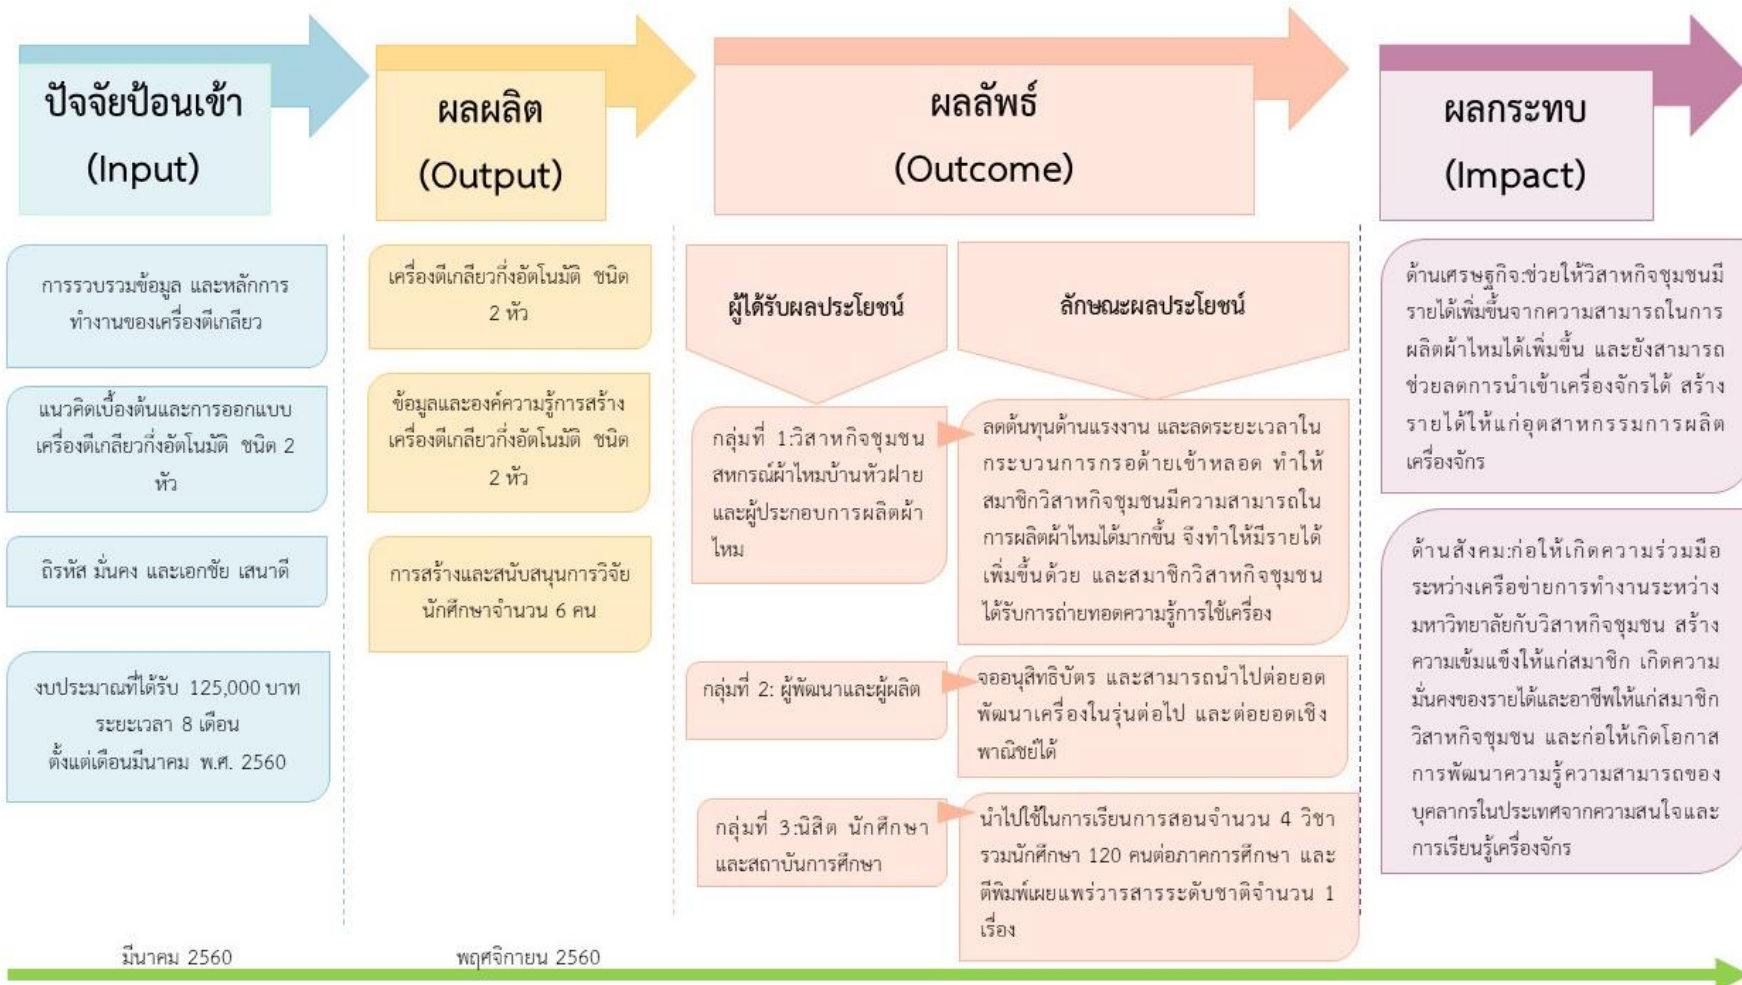 ปัจจัยป้อนเข้า
(Input)
การรวบรวมข้อมูล และหลักการ
ทำงานของเครื่องตีเกลียว
แนวคิดเบื้องต้นและการออกแบบ
เครื่องตีเกลียวกึ่งอัตโนมัติ ชนิด 2
หัว
ถิรหัส มั่นคง และเอกชัย เสนาดี
งบประมาณที่ได้รับ 125,000 บาท
ระยะเวลา 8 เดือน
ตั้งแต่เดือนมีนาคม พ.ศ. 2560
ผลผลิต
(Output)
เครื่องตีเกลียวกึ่งอัตโนมัติ ชนิด
2 หัว
ข้อมูลและองค์ความรู้การสร้าง
เครื่องตีเกลียวกึ่งอัตโนมัติ ชนิด
2 หัว
การสร้างและสนับสนุนการวิจัย
นักศึกษาจำนวน 6 คน
ผลลัพธ์
(Outcome)
ผู้ได้รับผลประโยชน์
ลักษณะผลประโยชน์
กลุ่มที่ 1:วิสาหกิจชุมชน
สหกรณ์ผ้าไหมบ้านหัวฝาย
และผู้ประกอบการผลิตผ้า
ไหม
ลดต้นทุนด้านแรงงาน และลดระยะเวลาใน
กระบวนการกรอด้ายเข้าหลอด ทำให้
สมาชิกวิสาหกิจชุมชนมีความสามารถใน
การผลิตผ้าไหมได้มากขึ้น จึงทำให้มีรายได้
เพิ่มขึ้นด้วย และสมาชิกวิสาหกิจชุมชน
ได้รับการถ่ายทอดความรู้การใช้เครื่อง
กลุ่มที่ 2: ผู้พัฒนาและผู้ผลิต
จออนุสิทธิบัตร และสามารถนำไปต่อยอด
พัฒนาเครื่องในรุ่นต่อไป และต่อยอดเชิง
พาณิชย์ได้
กลุ่มที่ 3:นิสิต นักศึกษา
และสถาบันการศึกษา
นำไปใช้ในการเรียนการสอนจำนวน 4 วิชา
รวมนักศึกษา 120 คนต่อภาคการศึกษา และ
ตีพิมพ์เผยแพร่วารสารระดับชาติจำนวน 1
เรื่อง
ผลกระทบ
(Impact)
ด้านเศรษฐกิจ:ช่วยให้วิสาหกิจชุมชนมี
รายได้เพิ่มขึ้นจากความสามารถในการ
ผลิตผ้าไหมได้เพิ่มขึ้น และยังสามารถ
ช่วยลดการนำเข้าเครื่องจักรได้ สร้าง
รายได้ให้แก่อุตสาหกรรมการผลิต
เครื่องจักร
ด้านสังคม:ก่อให้เกิดความร่วมมือ
ระหว่างเครือข่ายการทำงานระหว่าง
มหาวิทยาลัยกับวิสาหกิจชุมชน สร้าง
ความเข้มแข็งให้แก่สมาชิก เกิดความ
มั่นคงของรายได้และอาชีพให้แก่สมาชิก
วิสาหกิจชุมชน และก่อให้เกิดโอกาส
การพัฒนาความรู้ความสามารถของ
บุคลากรในประเทศจากความสนใจและ
การเรียนรู้เครื่องจักร
มีนาคม 2560
พฤศจิกายน 2560